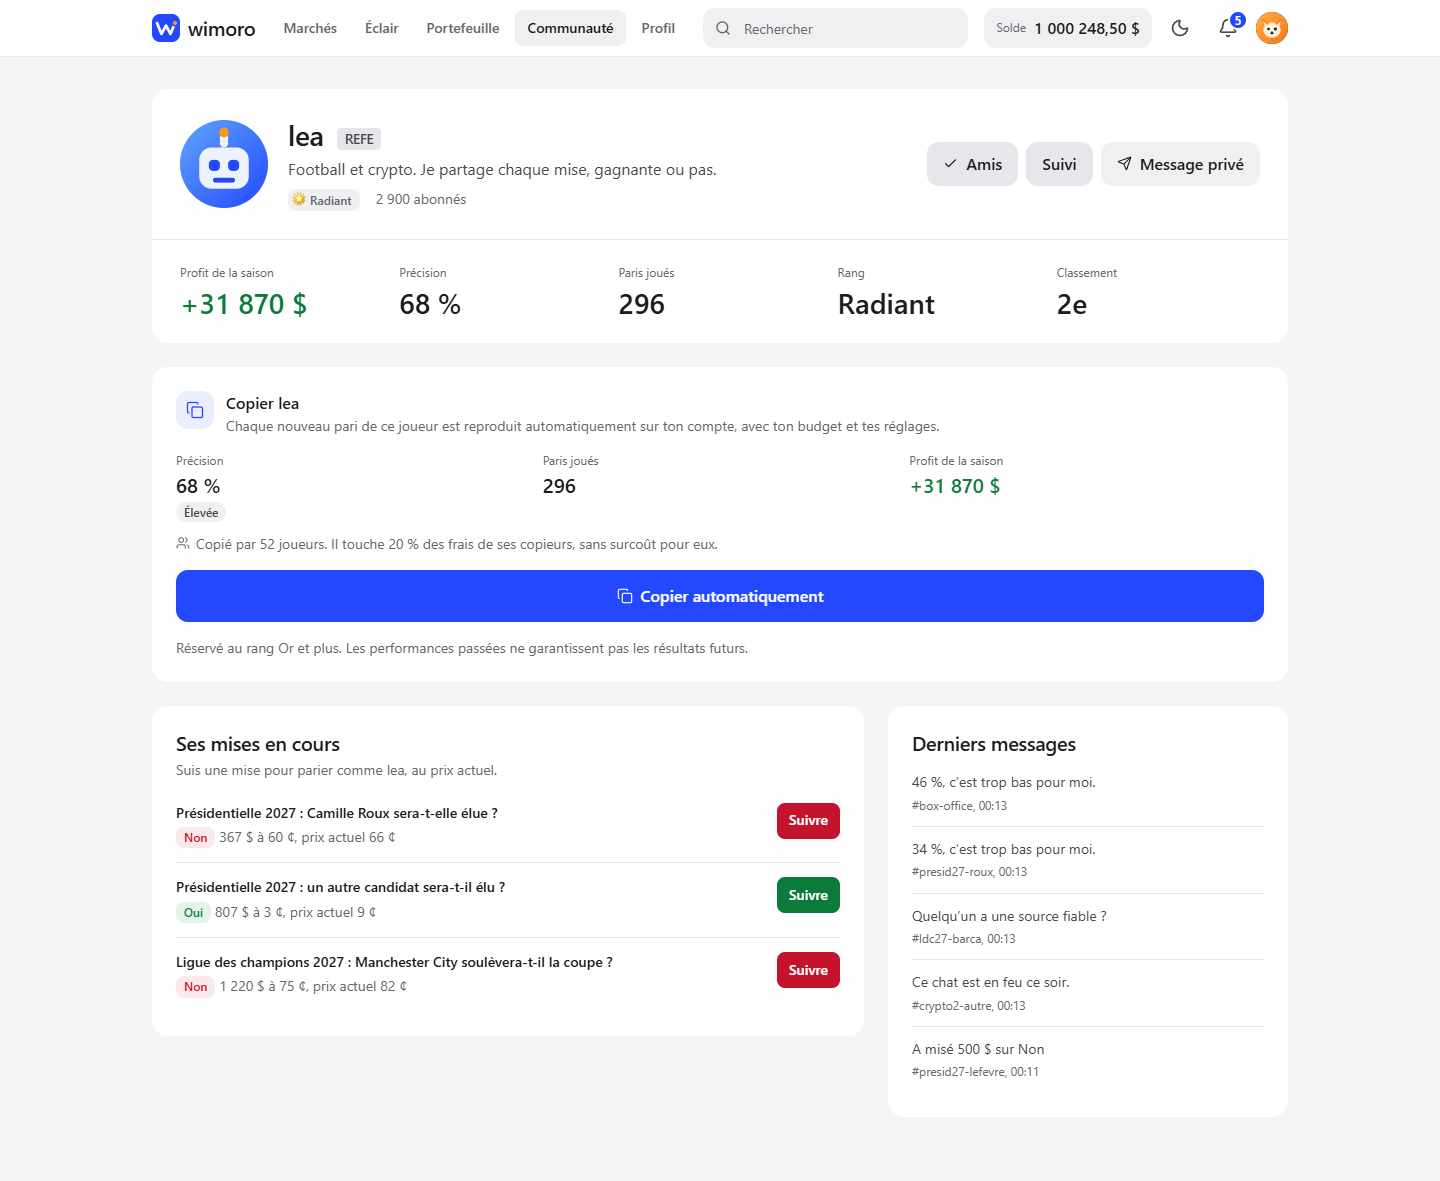 wimoro
Marchés
Éclair
Portefeuille
Communauté
Profil
Rechercher
Solde 1 000 248,50 $
5
lea REFE
Football et crypto. Je partage chaque mise, gagnante ou pas.
Radiant 2 900 abonnés
Amis
Suivi
Message privé
Profit de la saison
+31 870 $
Précision
68 %
Paris joués
296
Rang
Radiant
Classement
2e
Copier lea
Chaque nouveau pari de ce joueur est reproduit automatiquement sur ton compte, avec ton budget et tes réglages.
Précision
68 %
Élevée
Paris joués
296
Profit de la saison
+31 870 $
Copié par 52 joueurs. Il touche 20 % des frais de ses copieurs, sans surcoût pour eux.
Copier automatiquement
Réservé au rang Or et plus. Les performances passées ne garantissent pas les résultats futurs.
Ses mises en cours
Suis une mise pour parier comme lea, au prix actuel.
Présidentielle 2027 : Camille Roux sera-t-elle élue ?
Non 367 $ à 60 ¢, prix actuel 66 ¢
Suivre
Présidentielle 2027 : un autre candidat sera-t-il élu ?
Oui 807 $ à 3 ¢, prix actuel 9 ¢
Suivre
Ligue des champions 2027 : Manchester City soulèvera-t-il la coupe ?
Non 1 220 $ à 75 ¢, prix actuel 82 ¢
Suivre
Derniers messages
46 %, c'est trop bas pour moi.
#box-office, 00:13
34 %, c'est trop bas pour moi.
#presid27-roux, 00:13
Quelqu'un a une source fiable ?
#ldc27-barca, 00:13
Ce chat est en feu ce soir.
#crypto2-autre, 00:13
A misé 500 $ sur Non
#presid27-lefevre, 00:11